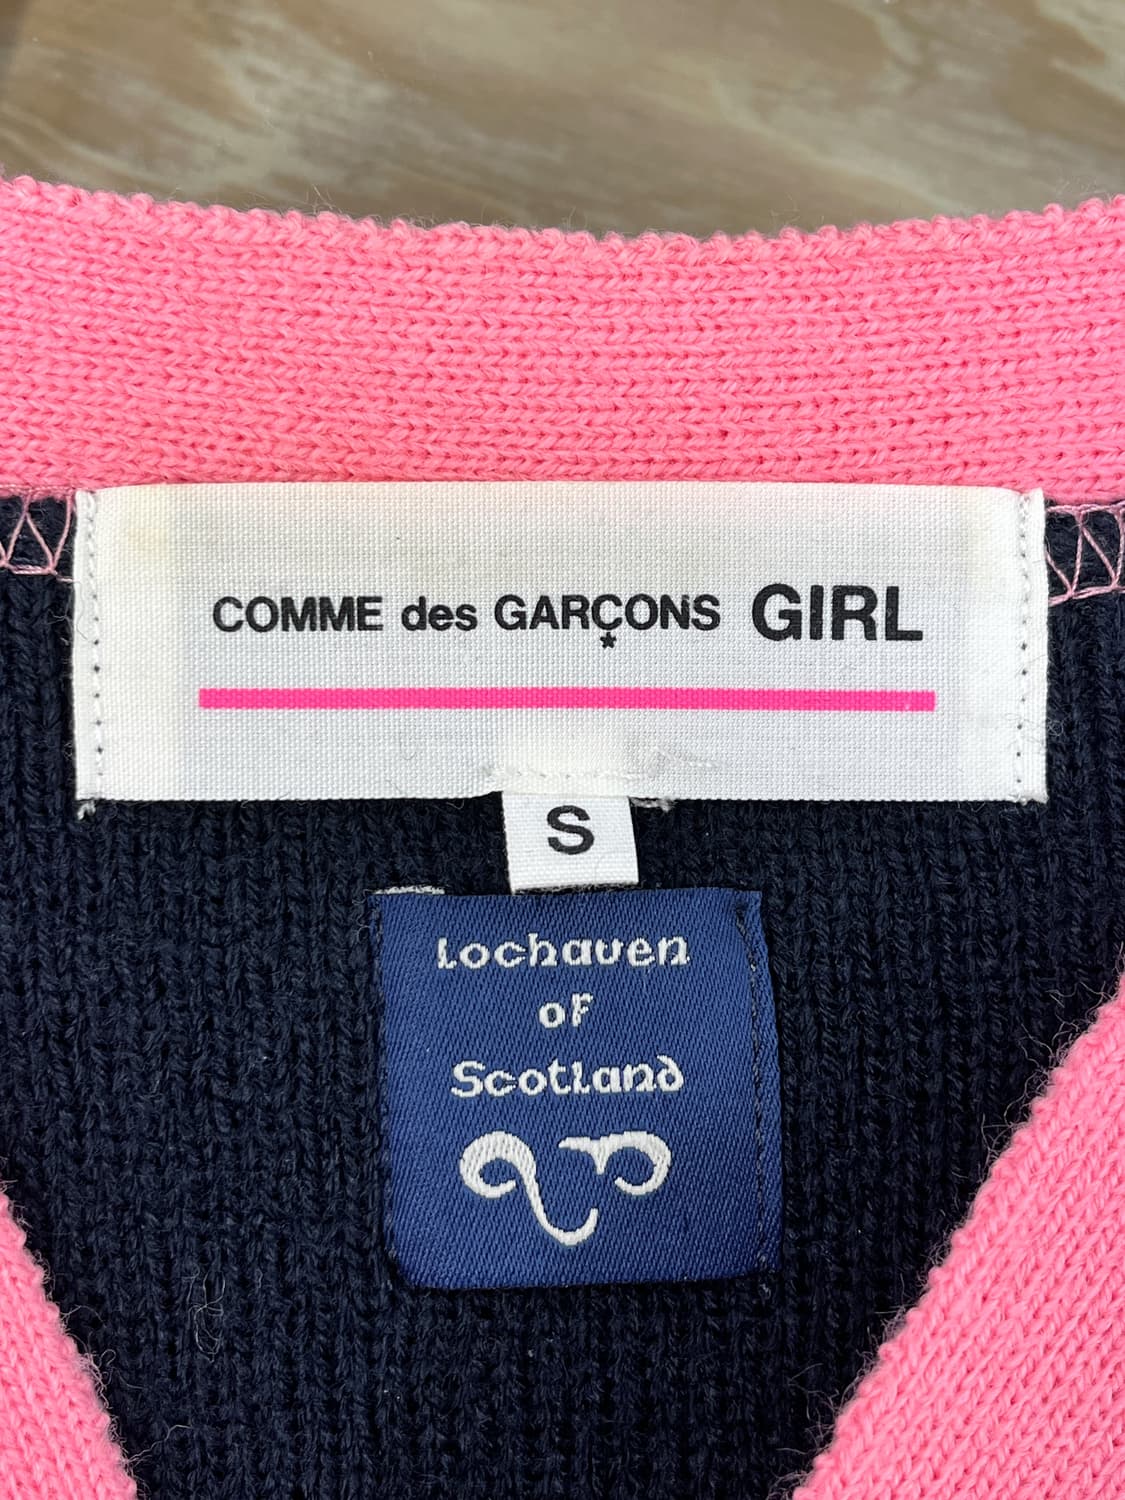 COMME des GARÇONS GIRL
S
Lochaven
of
Scotland